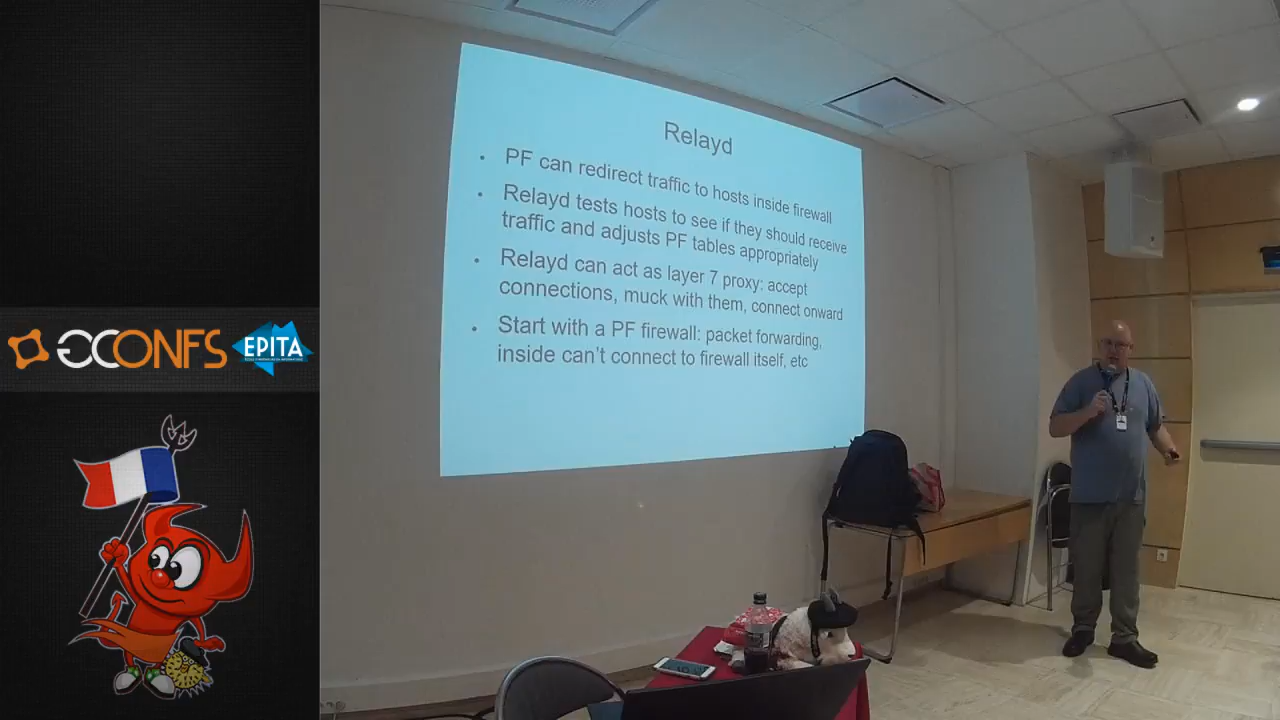 Relayd
• PF can redirect traffic to hosts inside firewall
• Relayd tests hosts to see if they should receive
traffic and adjusts PF tables appropriately
• Relayd can act as layer 7 proxy: accept
connections, muck with them, connect onward
• Start with a PF firewall: packet forwarding,
inside can't connect to firewall itself, etc
GCONFS
EPITA